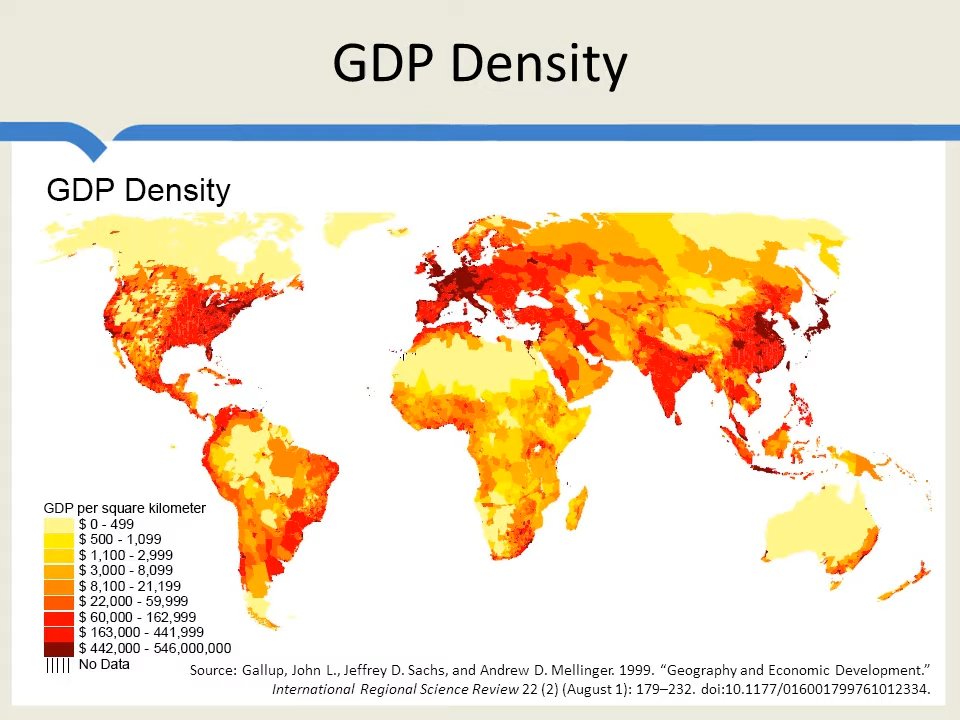 GDP Density
GDP Density
GDP per square kilometer
$ 0 - 499
$ 500 - 1,099
$ 1,100 - 2,999
$ 3,000 - 8,099
$ 8,100 - 21,199
$ 22,000 - 59,999
$ 60,000 - 162,999
$ 163,000 - 441,999
$ 442,000 - 546,000,000
No Data
Source: Gallup, John L., Jeffrey D. Sachs, and Andrew D. Mellinger. 1999. “Geography and Economic Development.”
International Regional Science Review 22 (2) (August 1): 179–232. doi:10.1177/016001799761012334.